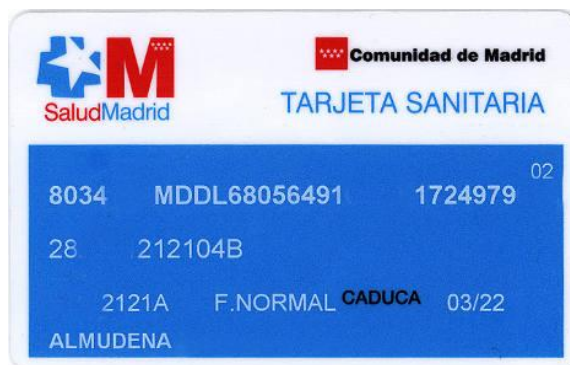 SaludMadrid
Comunidad de Madrid
TARJETA SANITARIA
02
8034 MDDL68056491 1724979
28 212104B
2121A F.NORMAL CADUCA 03/22
ALMUDENA